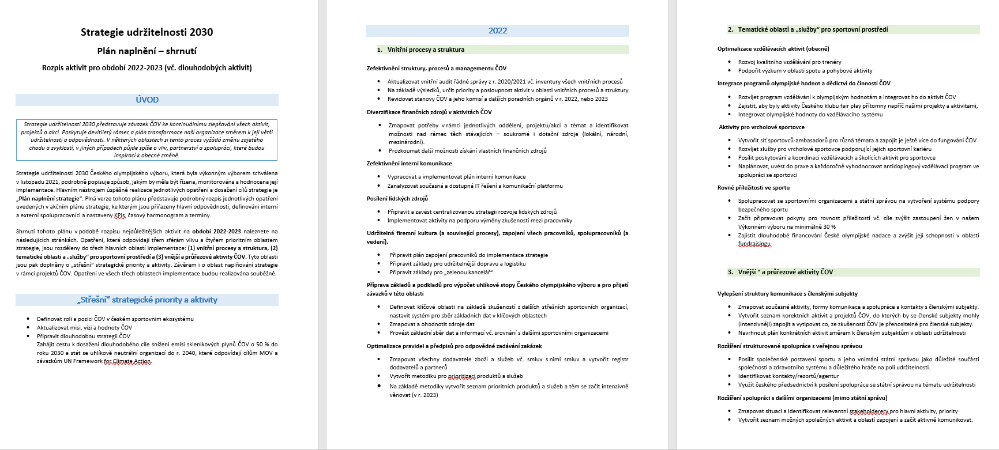 Strategie udržitelnosti 2030
Plán naplnění – shrnutí
Rozpis aktivit pro období 2022-2023 (vč. dlouhodobých aktivit)
ÚVOD
Strategie udržitelnosti 2030 představuje závazek ČOV ke kontinuálnímu zlepšování všech aktivit,
projektů a akcí. Poskytuje devítiletý rámec a plán transformace naší organizace směrem k její větší
udržitelnosti a odpovědnosti. V některých oblastech si tento proces vyžádá změnu zajetého
chodu a zvyklostí, v jiných případech půjde spíše o vliv, partnerství a spolupráci, které budou
inspirací k obecné změně.
Strategie udržitelnosti 2030 Českého olympijského výboru, která byla výkonným výborem schválena
v listopadu 2021, podrobně popisuje způsob, jakým by měla být řízena, monitorována a hodnocena její
implementace. Hlavním nástrojem úspěšné realizace jednotlivých opatření a dosažení cílů strategie je
„Plán naplnění strategie“. Plná verze tohoto plánu představuje podrobný rozpis jednotlivých opatření
uvedených v akčním plánu strategie, ke kterým jsou přiřazeny hlavní odpovědnosti, definováni interní
a externí spolupracovníci a nastaveny KPIs, časový harmonogram a termíny.
Shrnutí tohoto plánu v podobě rozpisu nejdůležitějších aktivit na období 2022-2023 naleznete na
následujících stránkách. Opatření, která odpovídají třem sférám vlivu a čtyřem prioritním oblastem
strategie, jsou rozděleny do třech hlavních oblastí implementace: (1) vnitřní procesy a struktura, (2)
tematické oblasti a „služby“ pro sportovní prostředí a (3) vnější a průřezové aktivity ČOV. Tyto oblasti
jsou pak doplněny o „střešní“ strategické priority a aktivity. Závěrem i o oblast naplňování strategie
v rámci projektů ČOV. Opatření ve všech třech oblastech implementace budou realizována souběžně.
„Střešní“ strategické priority a aktivity
• Definovat roli a pozici ČOV v českém sportovním ekosystému
• Aktualizovat misi, vizi a hodnoty ČOV
• Připravit dlouhodobou strategii ČOV
Zahájit cestu k dosažení dlouhodobého cíle snížení emisí skleníkových plynů ČOV o 50 % do
roku 2030 a stát se uhlíkově neutrální organizací do r. 2040, které odpovídají cílům MOV a
závazkům UN Framework for Climate Action.
2022
1. Vnitřní procesy a struktura
Zefektivnění struktury, procesů a managementu ČOV
• Aktualizovat vnitřní audit řádné správy z r. 2020/2021 vč. inventury všech vnitřních procesů
• Na základě výsledků, určit priority a posloupnost aktivit v oblasti vnitřních procesů a struktury
• Revidovat stanovy ČOV a jeho komisí a dalších poradních orgánů v r. 2022, nebo 2023
Diverzifikace finančních zdrojů v aktivitách ČOV
• Zmapovat potřeby v rámci jednotlivých oddělení, projektu/akcí a témat a identifikovat
možnosti nad rámec těch stávajících – soukromé i dotační zdroje (lokální, národní,
mezinárodní).
• Prozkoumat další možnosti získání vlastních finančních zdrojů
Zefektivnění interní komunikace
• Vypracovat a implementovat plán interní komunikace
• Zanalyzovat současná a dostupná IT řešení a komunikační platformu
Posílení lidských zdrojů
• Připravit a zavést centralizovanou strategii rozvoje lidských zdrojů
• Implementovat aktivity na podporu výměny zkušeností mezi pracovníky
Udržitelná firemní kultura (a související procesy), zapojení všech pracovníků, spolupracovníků (a
vedení).
• Připravit plán zapojení pracovníků do implementace strategie
• Připravit základy pro udržitelnější dopravu a logistiku
• Připravit základy pro „zelenou kancelář“
Příprava základů a podkladů pro výpočet uhlíkové stopy Českého olympijského výboru a pro přijetí
závazků v této oblasti
• Definovat klíčové oblasti na základě zkušeností z dalších střešních sportovních organizací,
nastavit systém pro sběr základních dat v klíčových oblastech
• Zmapovat a ohodnotit zdroje dat
• Provést základní sběr dat a informací vč. srovnání s dalšími sportovními organizacemi
Optimalizace pravidel a předpisů pro odpovědné zadávání zakázek
• Zmapovat všechny dodavatele zboží a služeb vč. smluv s nimi smluv a vytvořit registr
dodavatelů a partnerů
• Vytvořit metodiku pro prioritizaci produktů a služeb
• Na základě metodiky vytvořit seznam prioritních produktů a služeb a těm se začít intenzivně
věnovat (v r. 2023)
2. Tematické oblasti a „služby“ pro sportovní prostředí
Optimalizace vzdělávacích aktivit (obecně)
• Rozvoj kvalitního vzdělávání pro trenéry
• Podpořit výzkum v oblasti spotu a pohybové aktivity
Integrace programů olympijské hodnot a dědictví do činností ČOV
• Rozvíjet program vzdělávání k olympijským hodnotám a integrovat ho do aktivit ČOV
• Zajistit, aby byly aktivity Českého klubu fair play přítomny napříč našimi projekty a aktivitami,
• Integrovat olympijské hodnoty do vzdělávacího systému
Aktivity pro vrcholové sportovce
• Vytvořit síť sportovců-ambasadorů pro různá témata a zapojit je ještě více do fungování ČOV
• Rozvíjet služby pro vrcholové sportovce podporující jejich sportovní kariéru
• Posílit poskytování a koordinaci vzdělávacích a školících aktivit pro sportovce
• Naplánovat, uvést do praxe a každoročně vyhodnocovat antidopingový vzdělávací program ve
spolupráci se sportovci
Rovné příležitosti ve sportu
• Spolupracovat se sportovními organizacemi a státní správou na vytvoření systému podpory
bezpečného sportu
• Začít připravovat pokyny pro rovnost příležitostí vč. cíle zvýšit zastoupení žen v našem
Výkonném výboru na minimálně 30 %
• Zajistit dlouhodobé financování České olympijské nadace a zvýšit její schopnosti v oblasti
fundraisingu
3. Vnější “ a průřezové aktivity ČOV
Vylepšení struktury komunikace s členskými subjekty
• Zmapovat současné aktivity, formy komunikace a spolupráce a kontakty s členskými subjekty.
• Vytvořit seznam korektních aktivit a projektů ČOV, do kterých by se členské subjekty mohly
(intenzivněji) zapojit a vytipovat co, ze zkušeností ČOV je přenositelné pro členské subjekty.
• Navrhnout plán konkrétních aktivit směrem k členským subjektům v oblasti udržitelnosti
Rozšíření strukturované spolupráce s veřejnou správou
• Posílit společenské postavení sportu a jeho vnímání státní správou jako důležité součásti
společnosti a zdravotního systému a důležitého hráče na poli udržitelnosti.
• Identifikovat kontakty/rezortů/agentur
• Využít českého předsednictví k posílení spolupráce se státní správou na tématu udržitelnosti
Rozšíření spolupráci s dalšími organizacemi (mimo státní správu)
• Zmapovat situaci a identifikovat relevantní stakeholderery pro hlavní aktivity, priority
• Vytvořit seznam možných společných aktivit a oblastí zapojení a začít aktivně komunikovat.